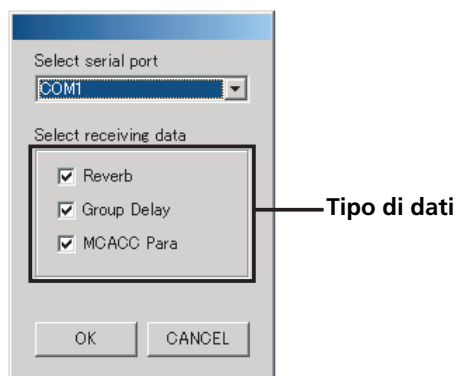 Select serial port
COM1
Select receiving data
Reverb
Group Delay
MCACC Para
Tipo di dati
OK
CANCEL